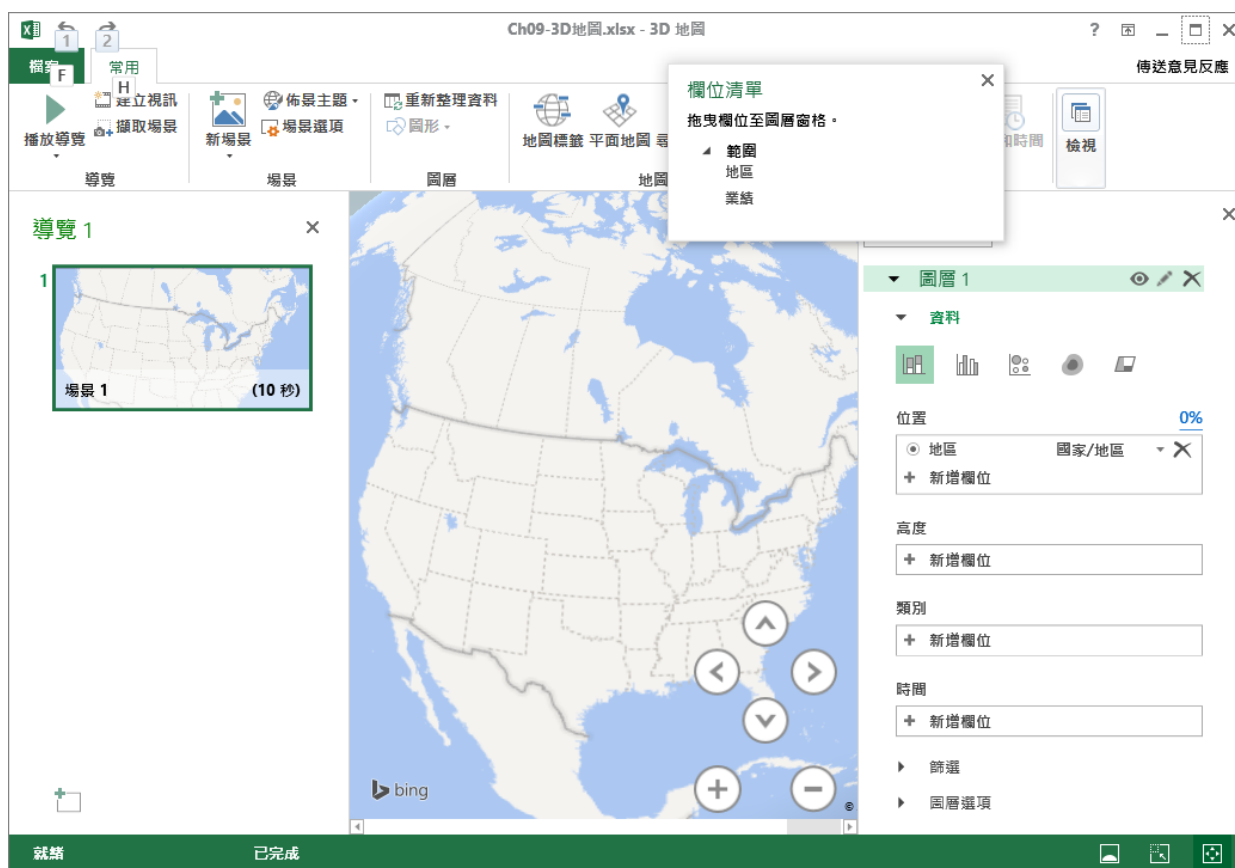 Ch09-3D地圖.xlsx - 3D 地圖
?
1
2
檔案
F
常用
H
傳送意見反應
播放導覽
建立視訊
擷取場景
導覽
新場景
佈景主題
場景選項
場景
重新整理資料
圖形
圖層
地圖標籤
平面地圖
尋
地圖
和時間
檢視
欄位清單
拖曳欄位至圖層窗格。
範圍
地區
業績
導覽 1
1
場景 1
(10 秒)
bing
©
圖層 1
資料
位置
0%
地區
國家/地區
新增欄位
高度
新增欄位
類別
新增欄位
時間
新增欄位
篩選
圖層選項
就緒
已完成